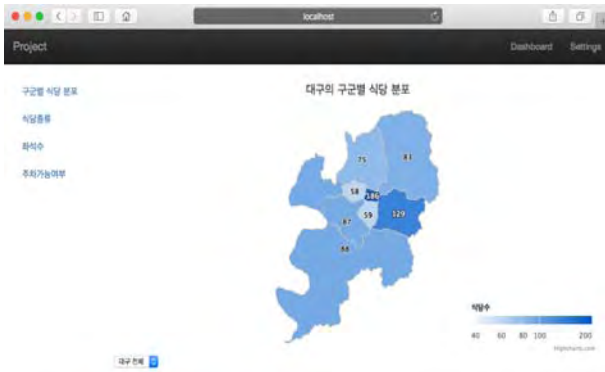 localhost
Project
Dashboard Settings
구군별 식당 분포
식당종류
좌석수
주차가능여부
대구의 구군별 식당 분포
75
83
58
186
87
59
129
88
식당수
40 60 80 100 200
Highcharts.com
대구 전체